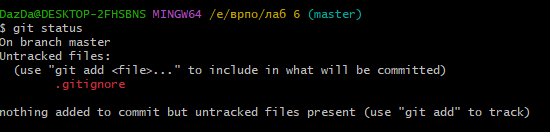 DazDa@DESKTOP-2FHSBNS MINGW64 /e/врпо/лаб 6 (master)
$ git status
On branch master
Untracked files:
  (use "git add <file>..." to include in what will be committed)
        .gitignore

nothing added to commit but untracked files present (use "git add" to track)